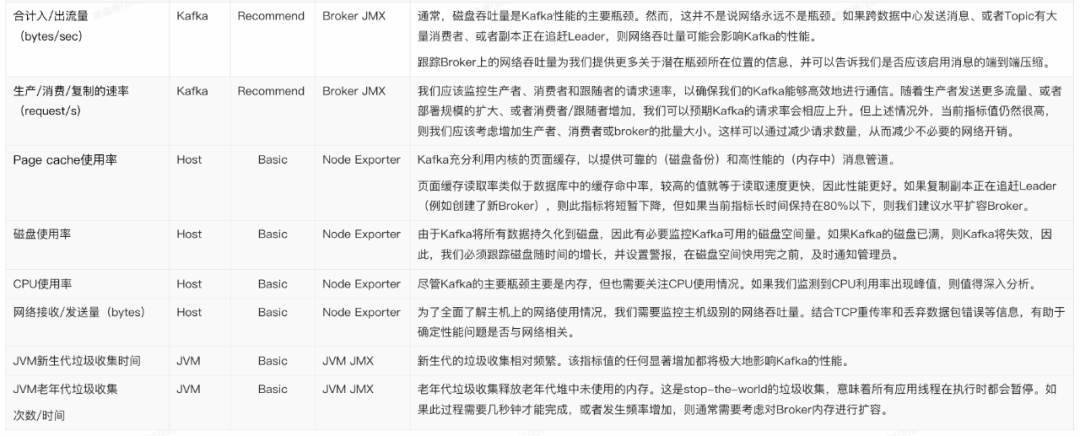 合计入/出流量
（bytes/sec）
Kafka
Recommend
Broker JMX
通常，磁盘吞吐量是Kafka性能的主要瓶颈。然而，这并不是说网络永远不是瓶颈。如果跨数据中心发送消息、或者Topic有大
量消费者、或者副本正在追赶Leader，则网络吞吐量可能会影响Kafka的性能。
跟踪Broker上的网络吞吐量为我们提供更多关于潜在瓶颈所在位置的信息，并可以告诉我们是否应该启用消息的端到端压缩。
生产/消费/复制的速率
（request/s）
Kafka
Recommend
Broker JMX
我们应该监控生产者、消费者和跟随者的请求速率，以确保我们的Kafka能够高效地进行通信。随着生产者发送更多流量、或者
部署规模的扩大、或者消费者/跟随者增加，我们可以预期Kafka的请求率会相应上升。但上述情况外，当前指标值仍然很高，
则我们应该考虑增加生产者、消费者或broker的批量大小。这样可以通过减少请求数量，从而减少不必要的网络开销。
Page cache使用率
Host
Basic
Node Exporter
Kafka充分利用内核的页面缓存，以提供可靠的（磁盘备份）和高性能的（内存中）消息管道。
页面缓存读取率类似于数据库中的缓存命中率，较高的值就等于读取速度更快，因此性能更好。如果复制副本正在追赶Leader
（例如创建了新Broker），则此指标将短暂下降，但如果当前指标长时间保持在80%以下，则我们建议水平扩容Broker。
磁盘使用率
Host
Basic
Node Exporter
由于Kafka将所有数据持久化到磁盘，因此有必要监控Kafka可用的磁盘空间量。如果Kafka的磁盘已满，则Kafka将失效，因
此，我们必须跟踪磁盘随时间的增长，并设置警报，在磁盘空间快用完之前，及时通知管理员。
CPU使用率
Host
Basic
Node Exporter
尽管Kafka的主要瓶颈主要是内存，但也需要关注CPU使用情况。如果我们监测到CPU利用率出现峰值，则值得深入分析。
网络接收/发送量（bytes）
Host
Basic
Node Exporter
为了全面了解主机上的网络使用情况，我们需要监控主机级别的网络吞吐量。结合TCP重传率和丢弃数据包错误等信息，有助于
确定性能问题是否与网络相关。
JVM新生代垃圾收集时间
JVM
Basic
JVM JMX
新生代的垃圾收集相对频繁。该指标值的任何显著增加都将极大地影响Kafka的性能。
JVM老年代垃圾收集
次数/时间
JVM
Basic
JVM JMX
老年代垃圾收集释放老年代堆中未使用的内存。这是stop-the-world的垃圾收集，意味着所有应用线程在执行时都会暂停。如
果此过程需要几秒钟才能完成，或者发生频率增加，则通常需要考虑对Broker内存进行扩容。